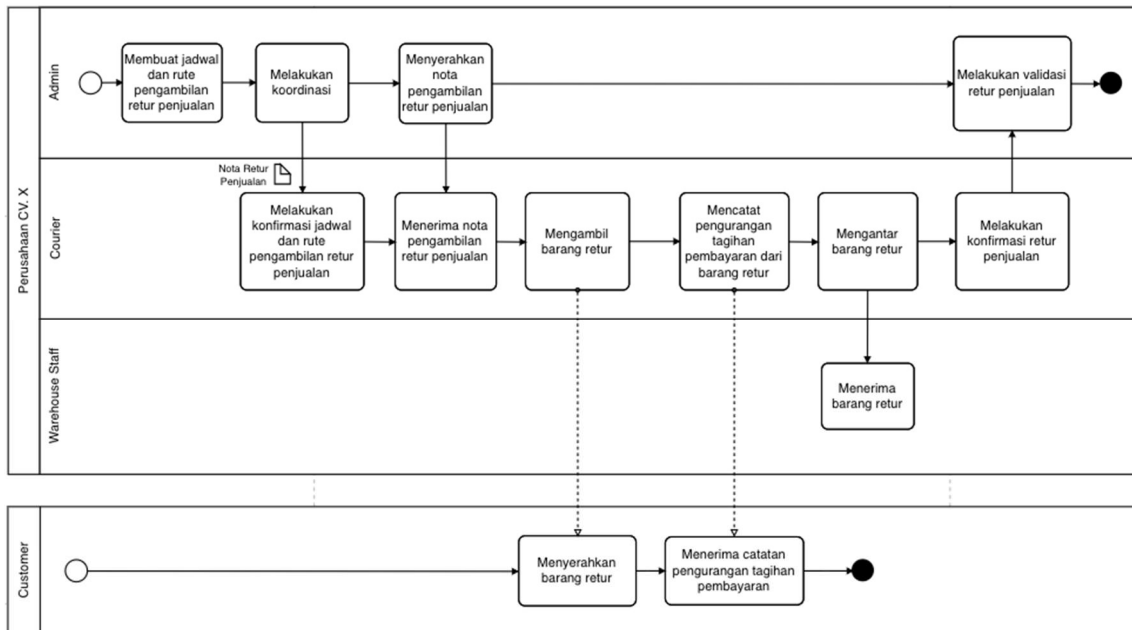 Perusahaan CV. X
Admin
Membuat jadwal
dan rute
pengambilan
retur penjualan
Melakukan
koordinasi
Menyerahkan
nota
pengambilan
retur penjualan
Melakukan validasi
retur penjualan
Courier
Nota Retur
Penjualan
Melakukan
konfirmasi jadwal
dan rute
pengambilan retur
penjualan
Menerima nota
pengambilan
retur penjualan
Mengambil
barang retur
Mencatat
pengurangan
tagihan
pembayaran dari
barang retur
Mengantar
barang retur
Melakukan
konfirmasi retur
penjualan
Warehouse Staff
Menerima
barang retur
Customer
Menyerahkan
barang retur
Menerima catatan
pengurangan tagihan
pembayaran